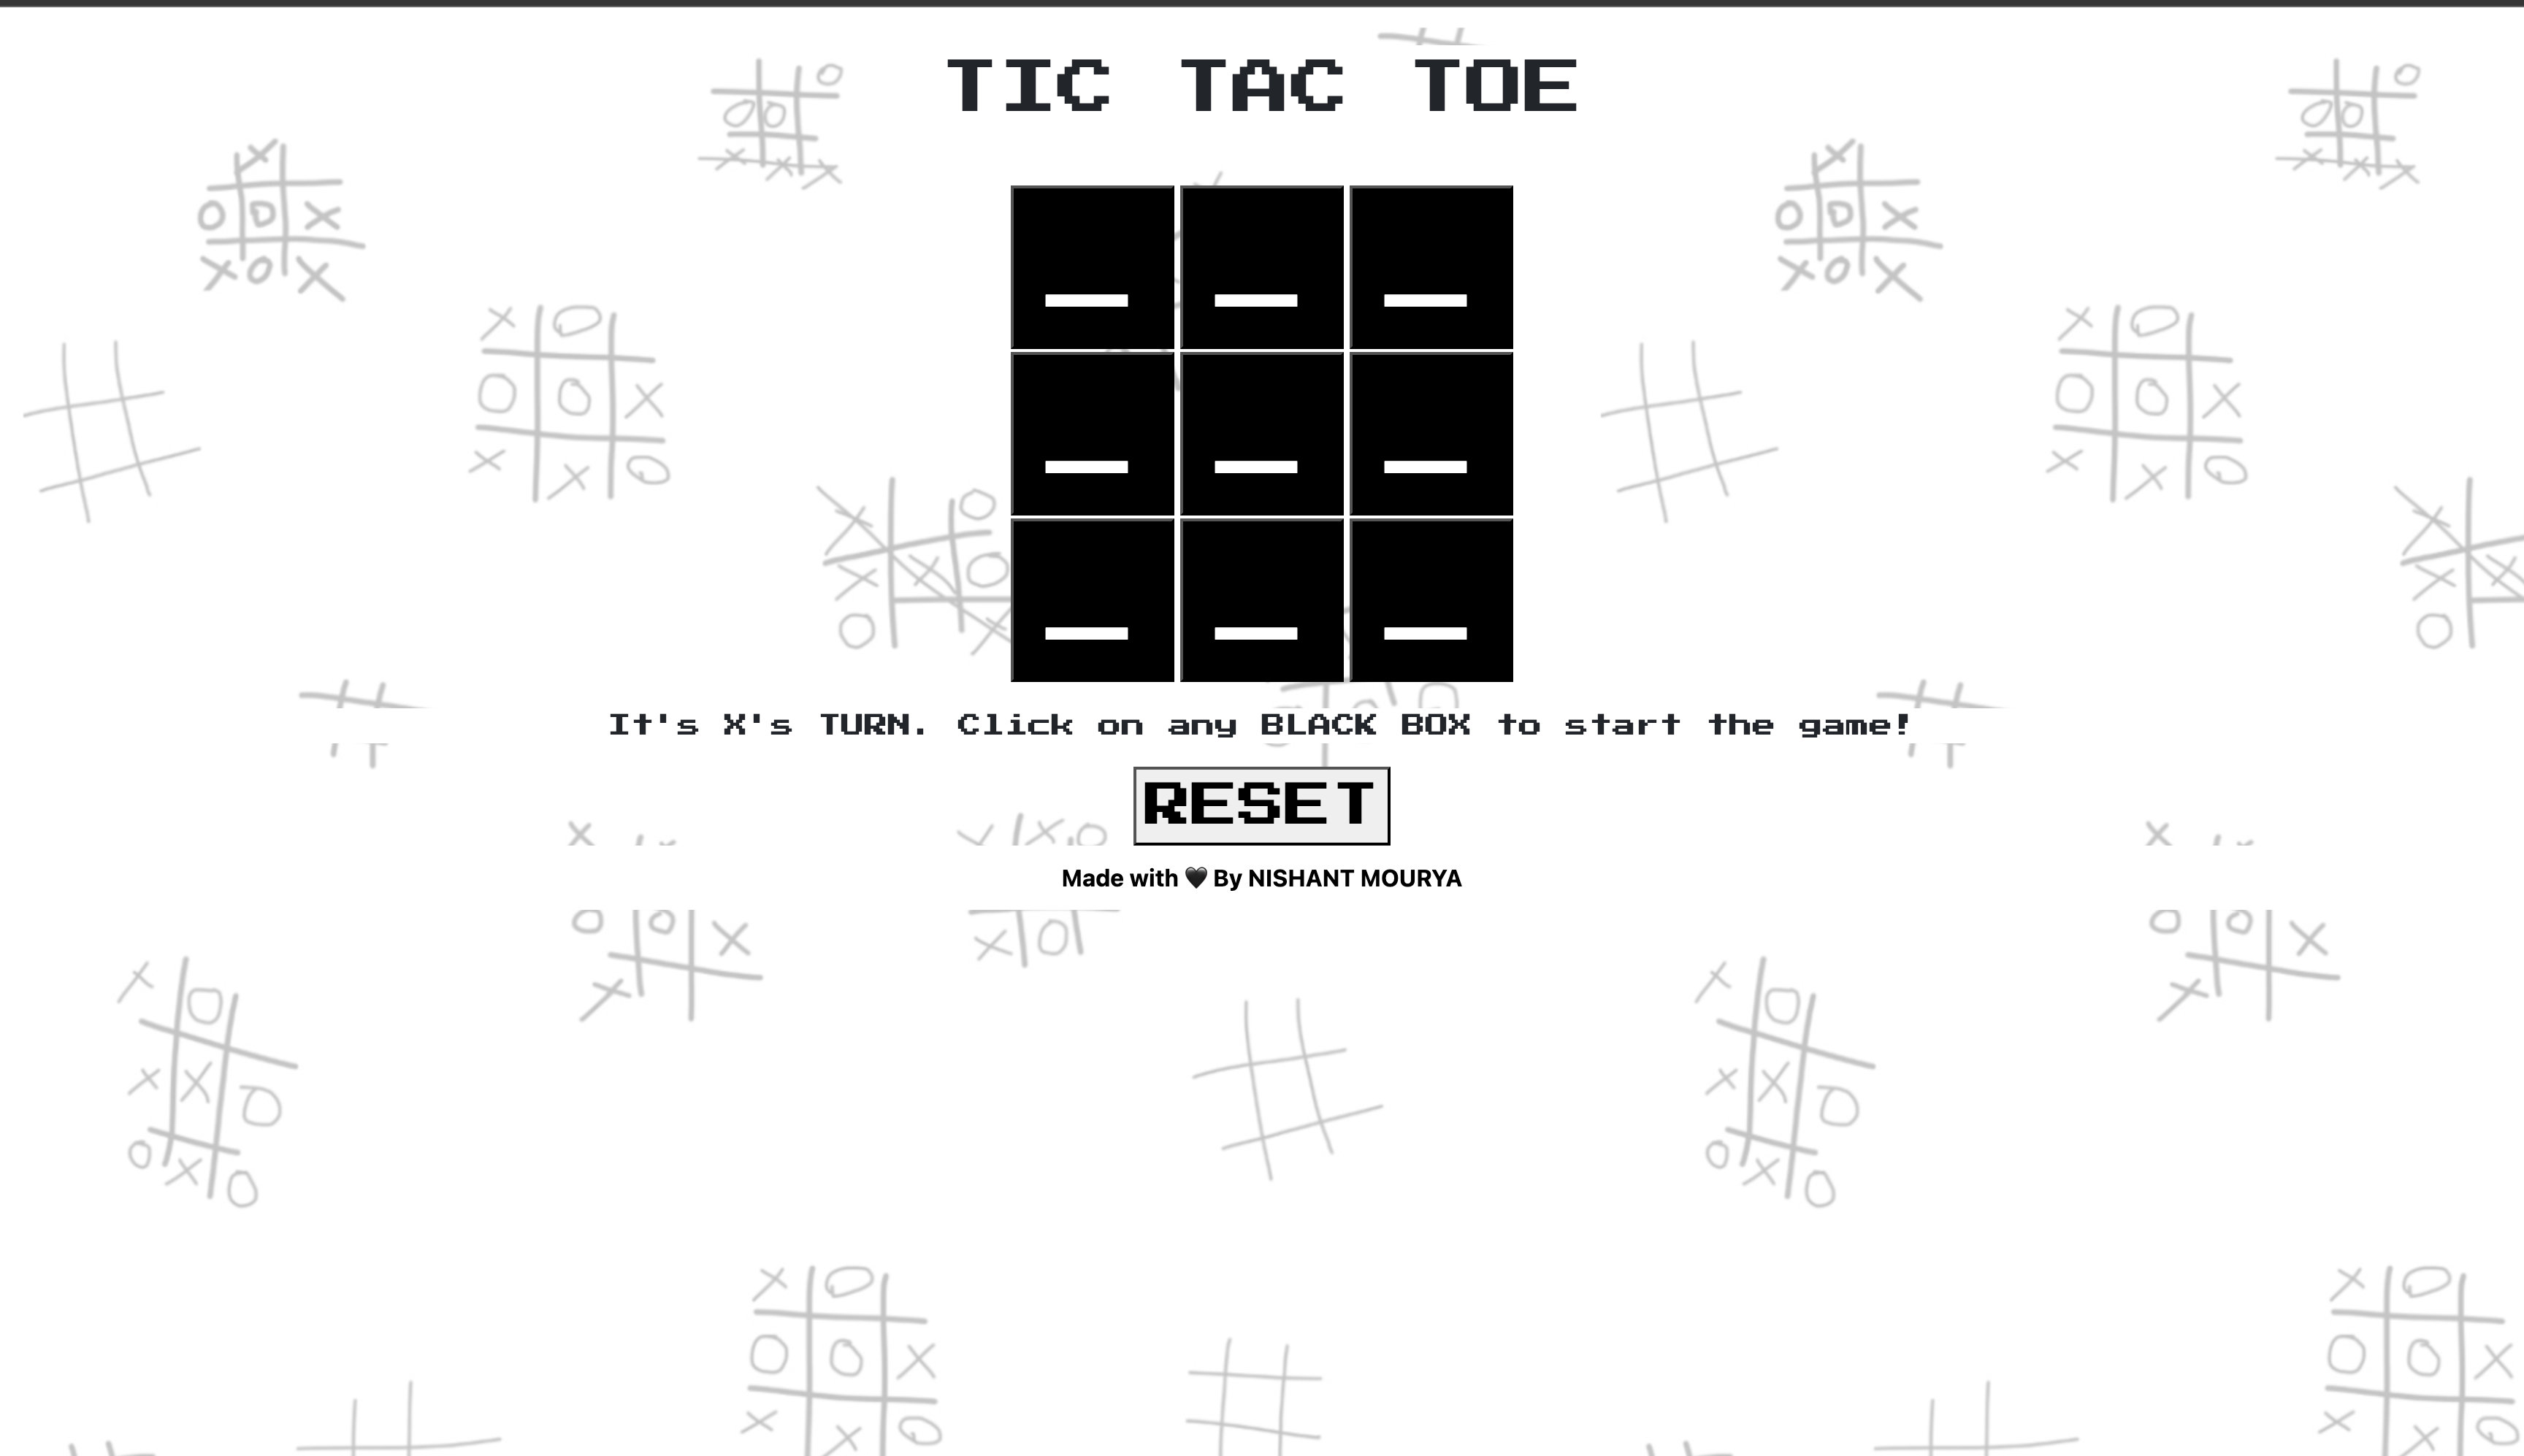 TIC TAC TOE
_ _ _
_ _ _
_ _ _
It's X's TURN. Click on any BLACK BOX to start the game!
RESET
Made with 🖤 By NISHANT MOURYA